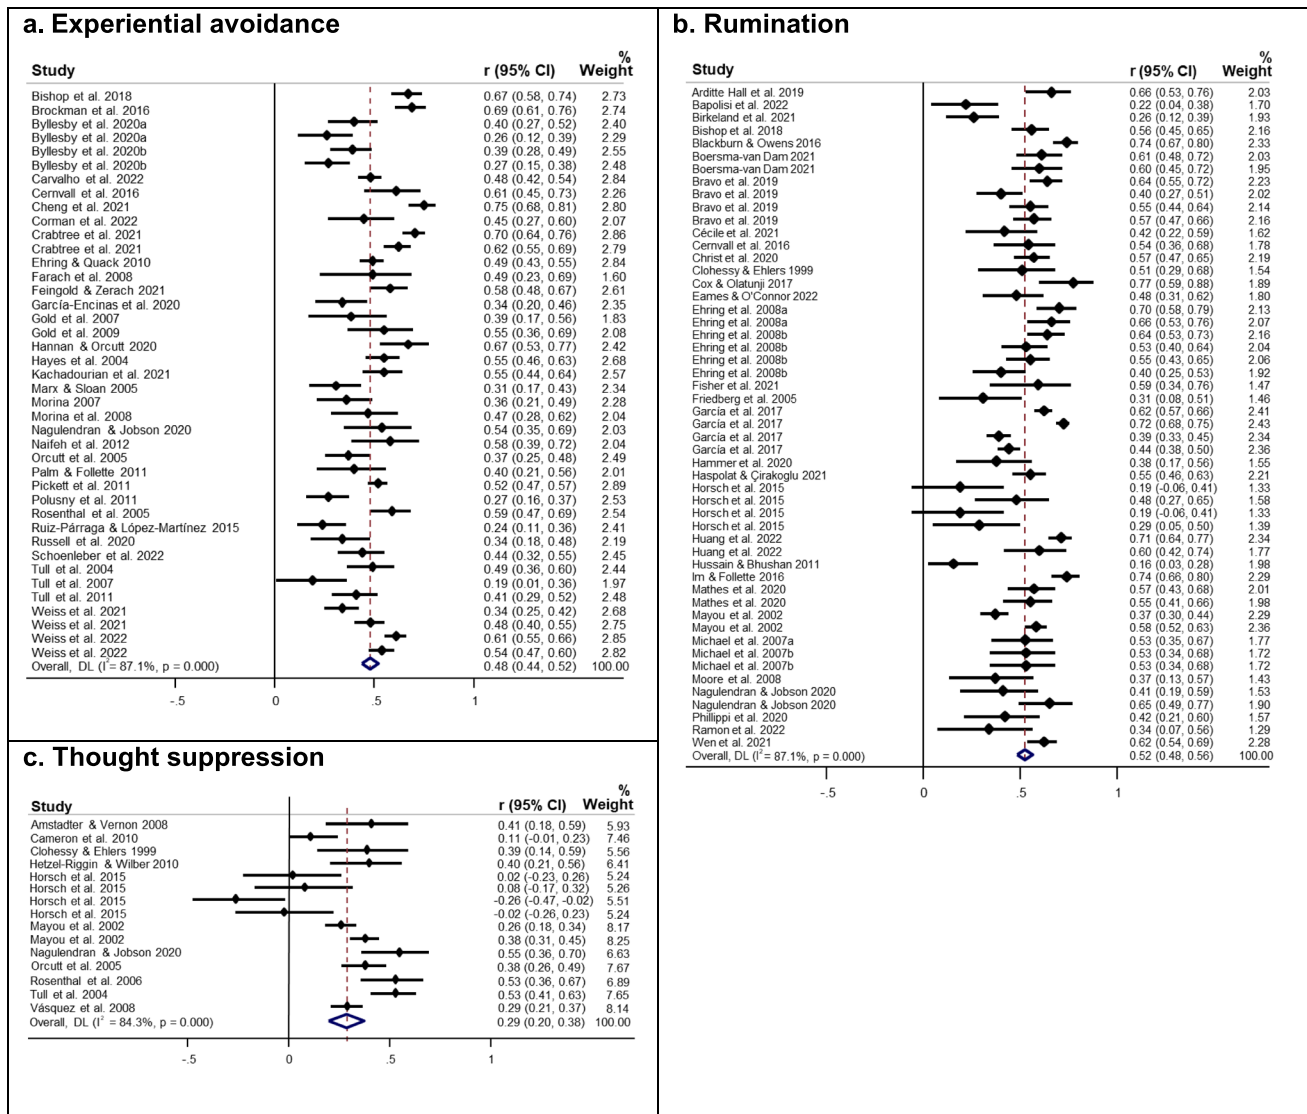 a. Experiential avoidance
%
Study r (95% CI) Weight
Bishop et al. 2018 0.67 (0.58, 0.74) 2.73
Brockman et al. 2016 0.69 (0.61, 0.76) 2.74
Byllesby et al. 2020a 0.40 (0.27, 0.52) 2.40
Byllesby et al. 2020a 0.26 (0.12, 0.39) 2.29
Byllesby et al. 2020b 0.39 (0.28, 0.49) 2.55
Byllesby et al. 2020b 0.27 (0.15, 0.38) 2.48
Carvalho et al. 2022 0.48 (0.42, 0.54) 2.84
Cernvall et al. 2016 0.61 (0.45, 0.73) 2.26
Cheng et al. 2021 0.75 (0.68, 0.81) 2.80
Corman et al. 2022 0.45 (0.27, 0.60) 2.07
Crabtree et al. 2021 0.70 (0.64, 0.76) 2.86
Crabtree et al. 2021 0.62 (0.55, 0.69) 2.79
Ehring & Quack 2010 0.49 (0.43, 0.55) 2.84
Farach et al. 2008 0.49 (0.23, 0.69) 1.60
Feingold & Zerach 2021 0.58 (0.48, 0.67) 2.61
García-Encinas et al. 2020 0.34 (0.20, 0.46) 2.35
Gold et al. 2007 0.39 (0.17, 0.56) 1.83
Gold et al. 2009 0.55 (0.36, 0.69) 2.08
Hannan & Orcutt 2020 0.67 (0.53, 0.77) 2.42
Hayes et al. 2004 0.55 (0.46, 0.63) 2.68
Kachadourian et al. 2021 0.55 (0.44, 0.64) 2.57
Marx & Sloan 2005 0.31 (0.17, 0.43) 2.34
Morina 2007 0.36 (0.21, 0.49) 2.28
Morina et al. 2008 0.47 (0.28, 0.62) 2.04
Nagulendran & Jobson 2020 0.54 (0.35, 0.69) 2.03
Naifeh et al. 2012 0.58 (0.39, 0.72) 2.04
Orcutt et al. 2005 0.37 (0.25, 0.48) 2.49
Palm & Follette 2011 0.40 (0.21, 0.56) 2.01
Pickett et al. 2011 0.52 (0.47, 0.57) 2.89
Polusny et al. 2011 0.27 (0.16, 0.37) 2.53
Rosenthal et al. 2005 0.59 (0.47, 0.69) 2.54
Ruiz-Párraga & López-Martínez 2015 0.24 (0.11, 0.36) 2.41
Russell et al. 2020 0.34 (0.18, 0.48) 2.19
Schoenleber et al. 2022 0.44 (0.32, 0.55) 2.45
Tull et al. 2004 0.49 (0.36, 0.60) 2.44
Tull et al. 2007 0.19 (0.01, 0.36) 1.97
Tull et al. 2011 0.41 (0.29, 0.52) 2.48
Weiss et al. 2021 0.34 (0.25, 0.42) 2.68
Weiss et al. 2021 0.48 (0.40, 0.55) 2.75
Weiss et al. 2022 0.61 (0.55, 0.66) 2.85
Weiss et al. 2022 0.54 (0.47, 0.60) 2.82
Overall, DL (I² = 87.1%, p = 0.000) 0.48 (0.44, 0.52) 100.00
-.5 0 .5 1
b. Rumination
%
Study r (95% CI) Weight
Arditte Hall et al. 2019 0.66 (0.53, 0.76) 2.03
Bapolisi et al. 2022 0.22 (0.04, 0.38) 1.70
Birkeland et al. 2021 0.26 (0.12, 0.39) 1.93
Bishop et al. 2018 0.56 (0.45, 0.65) 2.16
Blackburn & Owens 2016 0.74 (0.67, 0.80) 2.33
Boersma-van Dam 2021 0.61 (0.48, 0.72) 2.03
Boersma-van Dam 2021 0.60 (0.45, 0.72) 1.95
Bravo et al. 2019 0.64 (0.55, 0.72) 2.23
Bravo et al. 2019 0.40 (0.27, 0.51) 2.02
Bravo et al. 2019 0.55 (0.44, 0.64) 2.14
Bravo et al. 2019 0.57 (0.47, 0.66) 2.16
Cécile et al. 2021 0.42 (0.22, 0.59) 1.62
Cernvall et al. 2016 0.54 (0.36, 0.68) 1.78
Christ et al. 2020 0.57 (0.47, 0.65) 2.19
Clohessy & Ehlers 1999 0.51 (0.29, 0.68) 1.54
Cox & Olatunji 2017 0.77 (0.59, 0.88) 1.89
Eames & O'Connor 2022 0.48 (0.31, 0.62) 1.80
Ehring et al. 2008a 0.70 (0.58, 0.79) 2.13
Ehring et al. 2008a 0.66 (0.53, 0.76) 2.07
Ehring et al. 2008b 0.64 (0.53, 0.73) 2.16
Ehring et al. 2008b 0.53 (0.40, 0.64) 2.04
Ehring et al. 2008b 0.55 (0.43, 0.65) 2.06
Ehring et al. 2008b 0.40 (0.25, 0.53) 1.92
Fisher et al. 2021 0.59 (0.34, 0.76) 1.47
Friedberg et al. 2005 0.31 (0.08, 0.51) 1.46
García et al. 2017 0.62 (0.57, 0.66) 2.41
García et al. 2017 0.72 (0.68, 0.75) 2.43
García et al. 2017 0.39 (0.33, 0.45) 2.34
García et al. 2017 0.44 (0.38, 0.50) 2.36
Hammer et al. 2020 0.38 (0.17, 0.56) 1.55
Haspolat & Çirakoglu 2021 0.55 (0.46, 0.63) 2.21
Horsch et al. 2015 0.19 (-0.06, 0.41) 1.33
Horsch et al. 2015 0.48 (0.27, 0.65) 1.58
Horsch et al. 2015 0.19 (-0.06, 0.41) 1.33
Horsch et al. 2015 0.29 (0.05, 0.50) 1.39
Huang et al. 2022 0.71 (0.64, 0.77) 2.34
Huang et al. 2022 0.60 (0.42, 0.74) 1.77
Hussain & Bhushan 2011 0.16 (0.03, 0.28) 1.98
Im & Follette 2016 0.74 (0.66, 0.80) 2.29
Mathes et al. 2020 0.57 (0.43, 0.68) 2.01
Mathes et al. 2020 0.55 (0.41, 0.66) 1.98
Mayou et al. 2002 0.37 (0.30, 0.44) 2.29
Mayou et al. 2002 0.58 (0.52, 0.63) 2.36
Michael et al. 2007a 0.53 (0.35, 0.67) 1.77
Michael et al. 2007b 0.53 (0.34, 0.68) 1.72
Michael et al. 2007b 0.53 (0.34, 0.68) 1.72
Moore et al. 2008 0.37 (0.13, 0.57) 1.43
Nagulendran & Jobson 2020 0.41 (0.19, 0.59) 1.53
Nagulendran & Jobson 2020 0.65 (0.49, 0.77) 1.90
Phillippi et al. 2020 0.42 (0.21, 0.60) 1.57
Ramon et al. 2022 0.34 (0.07, 0.56) 1.29
Wen et al. 2021 0.62 (0.54, 0.69) 2.28
Overall, DL (I² = 87.1%, p = 0.000) 0.52 (0.48, 0.56) 100.00
-.5 0 .5 1
c. Thought suppression
%
Study r (95% CI) Weight
Amstadter & Vernon 2008 0.41 (0.18, 0.59) 5.93
Cameron et al. 2010 0.11 (-0.01, 0.23) 7.46
Clohessy & Ehlers 1999 0.39 (0.14, 0.59) 5.56
Hetzel-Riggin & Wilber 2010 0.40 (0.21, 0.56) 6.41
Horsch et al. 2015 0.02 (-0.23, 0.26) 5.24
Horsch et al. 2015 0.08 (-0.17, 0.32) 5.26
Horsch et al. 2015 -0.26 (-0.47, -0.02) 5.51
Horsch et al. 2015 -0.02 (-0.26, 0.23) 5.24
Mayou et al. 2002 0.26 (0.18, 0.34) 8.17
Mayou et al. 2002 0.38 (0.31, 0.45) 8.25
Nagulendran & Jobson 2020 0.55 (0.36, 0.70) 6.63
Orcutt et al. 2005 0.38 (0.26, 0.49) 7.67
Rosenthal et al. 2006 0.53 (0.36, 0.67) 6.89
Tull et al. 2004 0.53 (0.41, 0.63) 7.65
Vásquez et al. 2008 0.29 (0.21, 0.37) 8.14
Overall, DL (I² = 84.3%, p = 0.000) 0.29 (0.20, 0.38) 100.00
-.5 0 .5 1